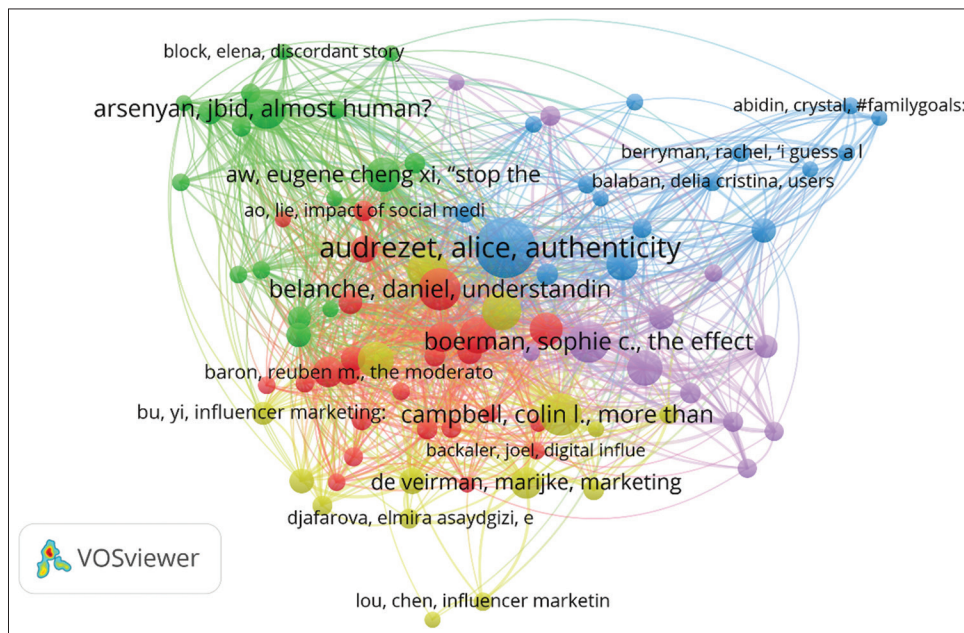 block, elena, discordant story
arsenyan, jbid, almost human?
abidin, crystal, #familygoals:
berryman, rachel, ‘i guess a l
aw, eugene cheng xi, “stop the
balaban, delia cristina, users
ao, lie, impact of social medi
audrezet, alice, authenticity
belanche, daniel, understandin
boerman, sophie c., the effect
baron, reuben m., the moderato
bu, yi, influencer marketing:
campbell, colin l., more than
backaler, joel, digital influe
de veirman, marijke, marketing
djafarova, elmira asaydgizi, e
VOSviewer
lou, chen, influencer marketin